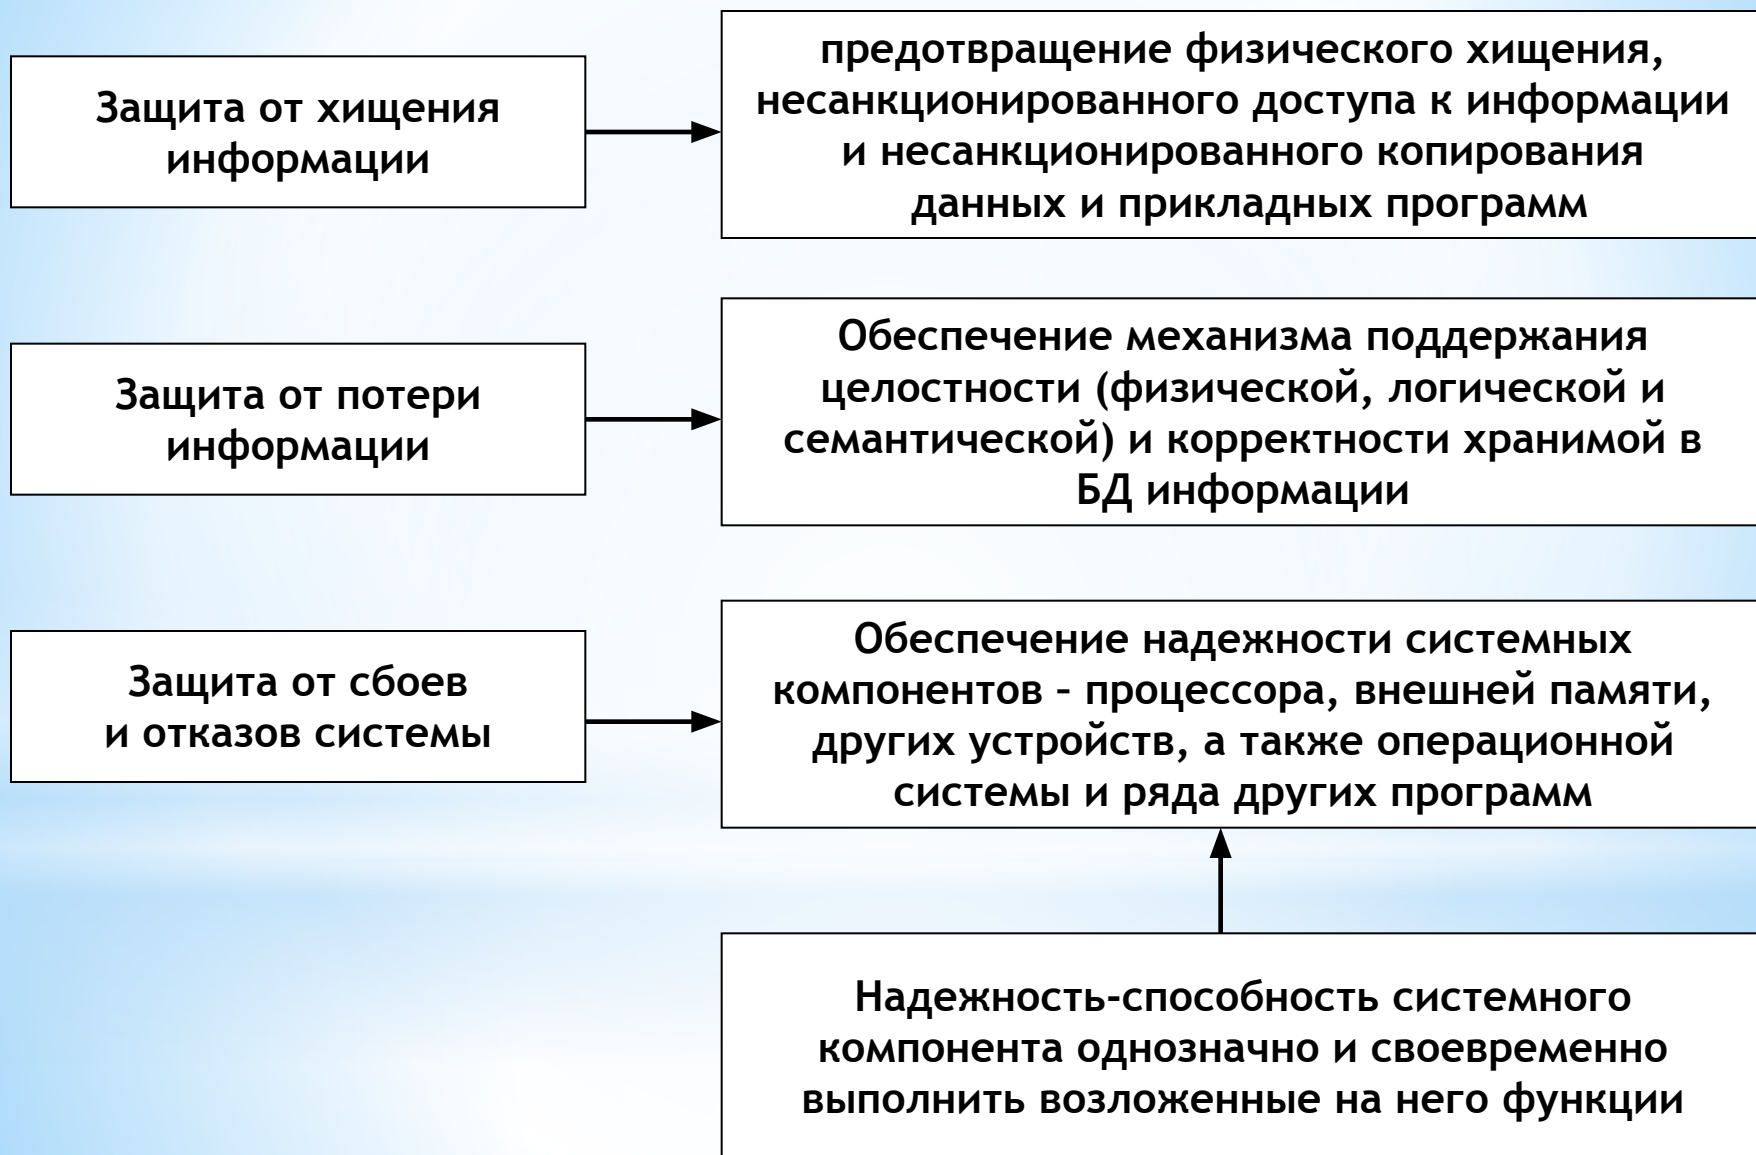 Защита от хищения
информации
предотвращение физического хищения,
несанкционированного доступа к информации
и несанкционированного копирования
данных и прикладных программ
Защита от потери
информации
Обеспечение механизма поддержания
целостности (физической, логической и
семантической) и корректности хранимой в
БД информации
Защита от сбоев
и отказов системы
Обеспечение надежности системных
компонентов – процессора, внешней памяти,
других устройств, а также операционной
системы и ряда других программ
Надежность-способность системного
компонента однозначно и своевременно
выполнить возложенные на него функции